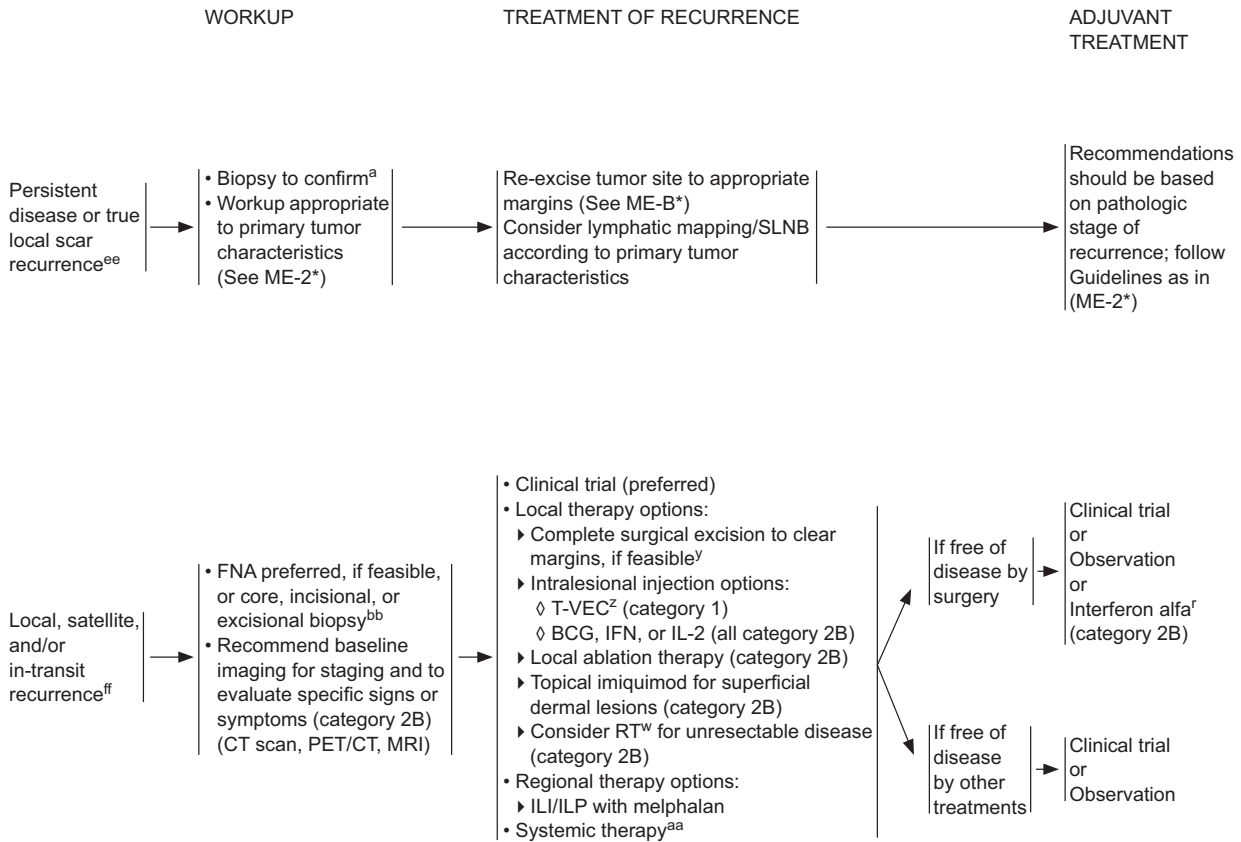 WORKUP
TREATMENT OF RECURRENCE
ADJUVANT
TREATMENT
Persistent
disease or true
local scar
recurrenceee
• Biopsy to confirma
• Workup appropriate
to primary tumor
characteristics
(See ME-2*)
Re-excise tumor site to appropriate
margins (See ME-B*)
Consider lymphatic mapping/SLNB
according to primary tumor
characteristics
Recommendations
should be based
on pathologic
stage of
recurrence; follow
Guidelines as in
(ME-2*)
Local, satellite,
and/or
in-transit
recurrenceff
• FNA preferred, if feasible,
or core, incisional, or
excisional biopsybb
• Recommend baseline
imaging for staging and to
evaluate specific signs or
symptoms (category 2B)
(CT scan, PET/CT, MRI)
• Clinical trial (preferred)
• Local therapy options:
▸ Complete surgical excision to clear
margins, if feasibley
▸ Intralesional injection options:
◊ T-VECz (category 1)
◊ BCG, IFN, or IL-2 (all category 2B)
▸ Local ablation therapy (category 2B)
▸ Topical imiquimod for superficial
dermal lesions (category 2B)
▸ Consider RTw for unresectable disease
(category 2B)
• Regional therapy options:
▸ ILI/ILP with melphalan
• Systemic therapyaa
If free of
disease by
surgery
Clinical trial
or
Observation
or
Interferon alfar
(category 2B)
If free of
disease
by other
treatments
Clinical trial
or
Observation